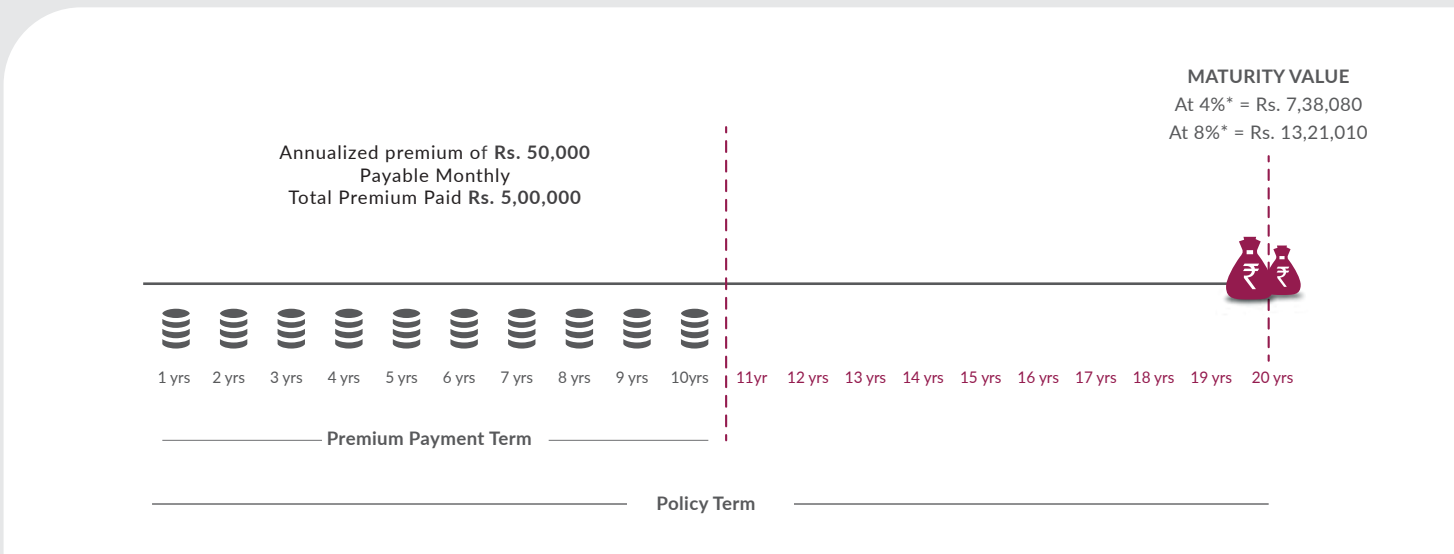 MATURITY VALUE
At 4%* = Rs. 7,38,080
At 8%* = Rs. 13,21,010
Annualized premium of Rs. 50,000
Payable Monthly
Total Premium Paid Rs. 5,00,000
₹ ₹
1 yrs 2 yrs 3 yrs 4 yrs 5 yrs 6 yrs 7 yrs 8 yrs 9 yrs 10yrs 11yr 12 yrs 13 yrs 14 yrs 15 yrs 16 yrs 17 yrs 18 yrs 19 yrs 20 yrs
Premium Payment Term
Policy Term